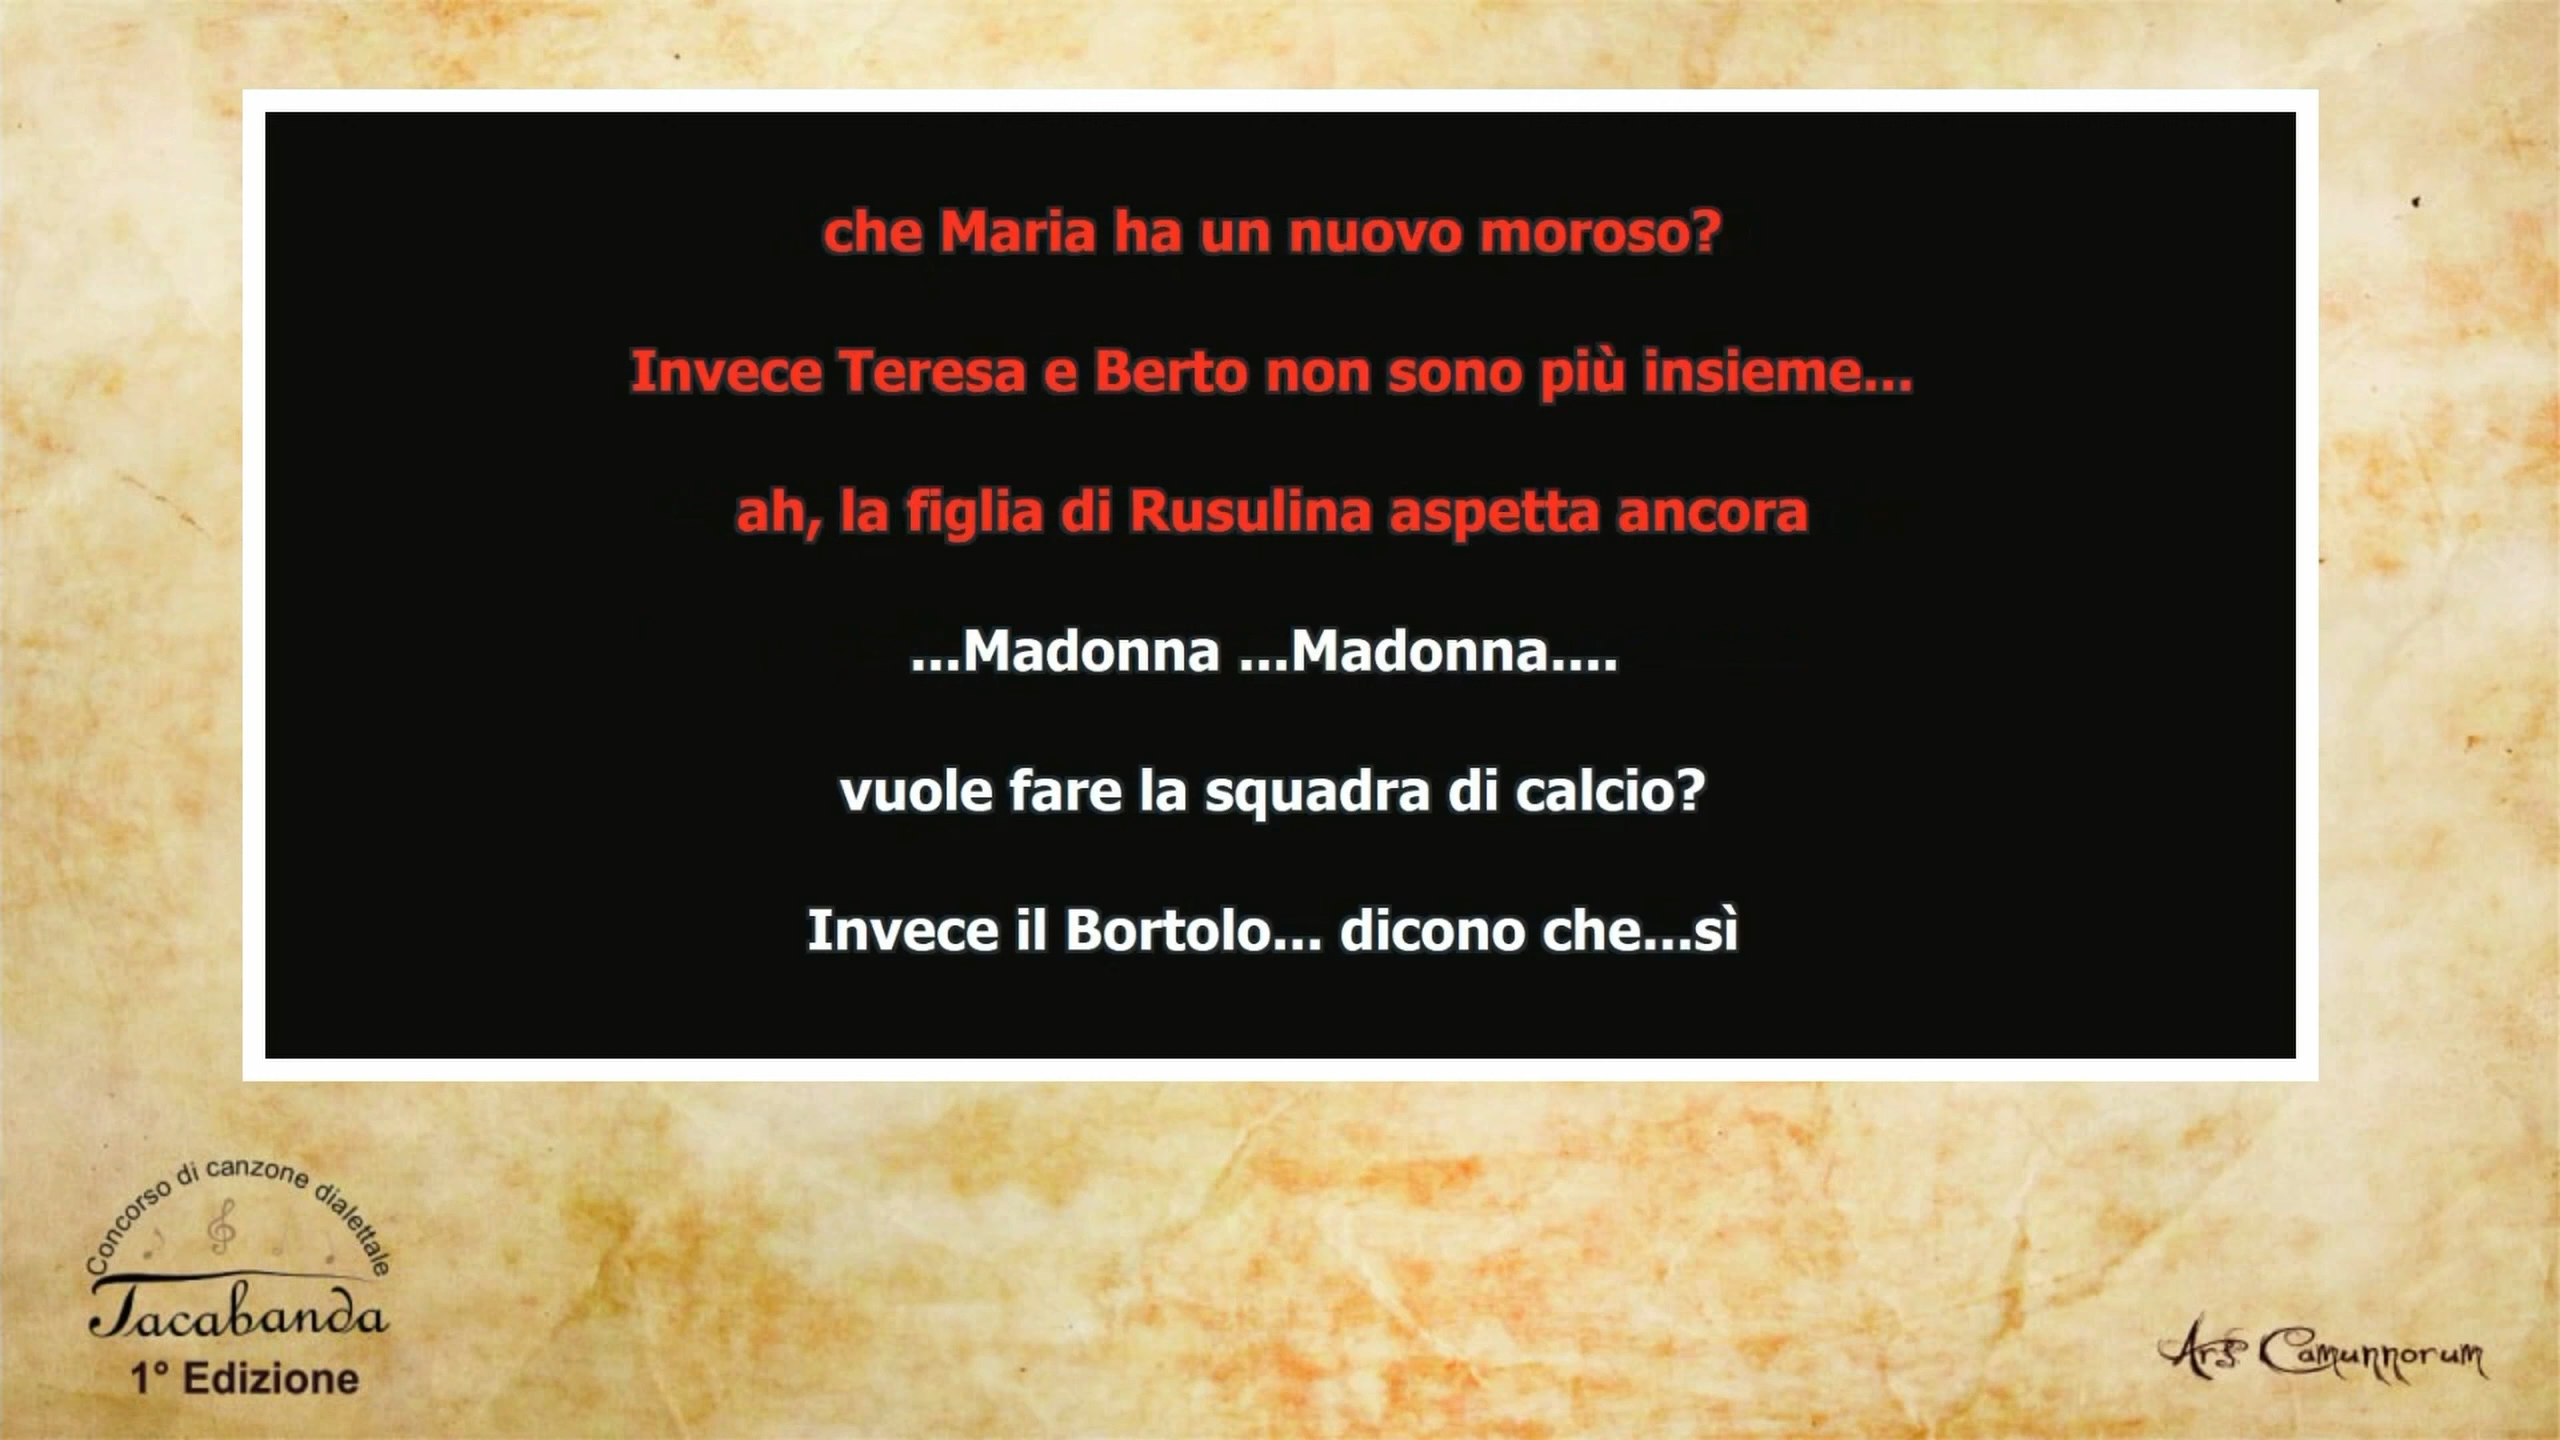 che Maria ha un nuovo moroso?
Invece Teresa e Berto non sono più insieme...
ah, la figlia di Rusulina aspetta ancora
...Madonna ...Madonna....
vuole fare la squadra di calcio?
Invece il Bortolo... dicono che...sì
Concorso di canzone dialettale
Tacabanda
1° Edizione
Ars Camunnorum